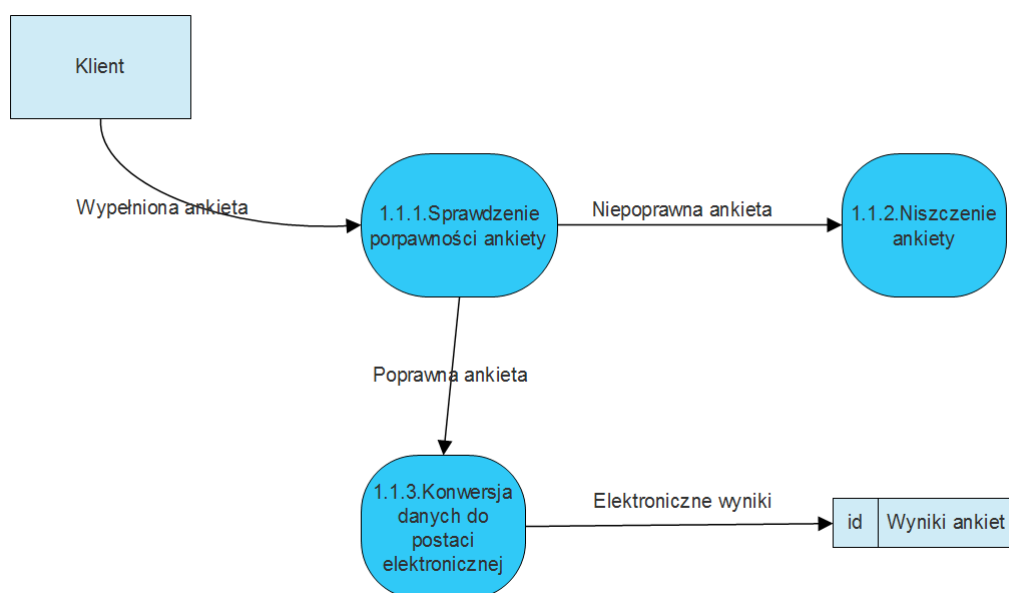 Klient
Wypełniona ankieta
1.1.1.Sprawdzenie
porpawności ankiety
Niepoprawna ankieta
1.1.2.Niszczenie
ankiety
Poprawna ankieta
1.1.3.Konwersja
danych do
postaci
elektronicznej
Elektroniczne wyniki
id
Wyniki ankiet